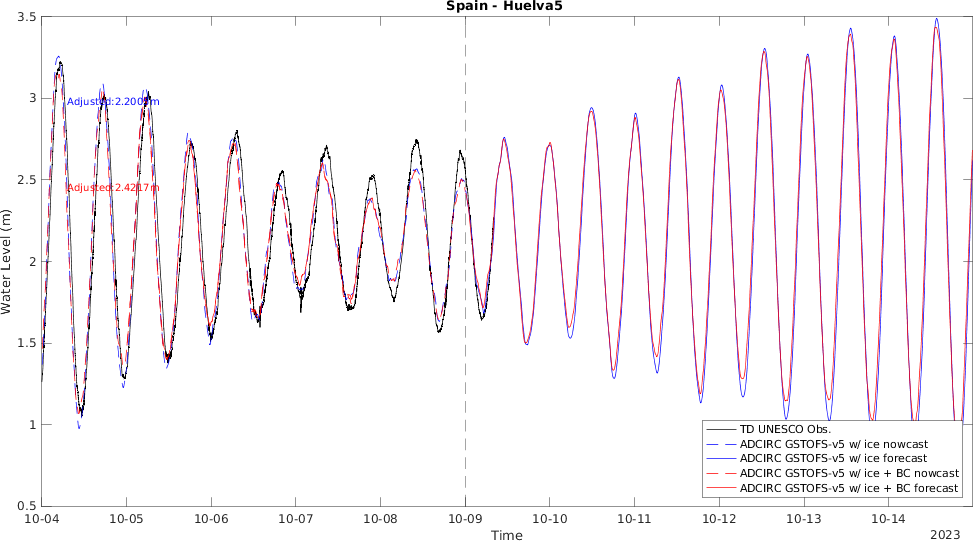 Spain - Huelva5
3.5
3
2.5
2
1.5
1
0.5
Water Level (m)
Adjusted:2.2009m
Adjusted:2.4217m
TD UNESCO Obs.
ADCIRC GSTOFS-v5 w/ ice nowcast
ADCIRC GSTOFS-v5 w/ ice forecast
ADCIRC GSTOFS-v5 w/ ice + BC nowcast
ADCIRC GSTOFS-v5 w/ ice + BC forecast
10-04 10-05 10-06 10-07 10-08 10-09 10-10 10-11 10-12 10-13 10-14
Time
2023